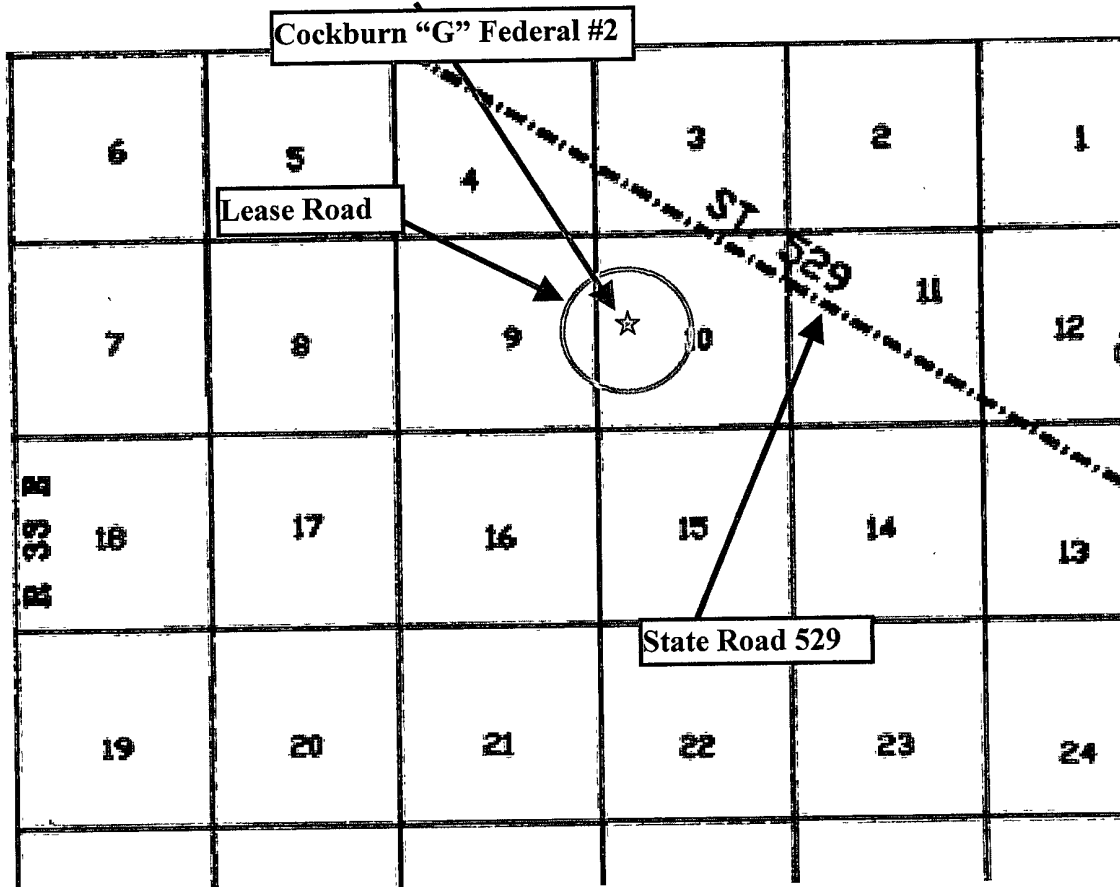 Cockburn “G” Federal #2
6 5 4 3 2 1
Lease Road
ST. 529
7 8 9 10 11 12
R 33 E
18 17 16 15 14 13
State Road 529
19 20 21 22 23 24